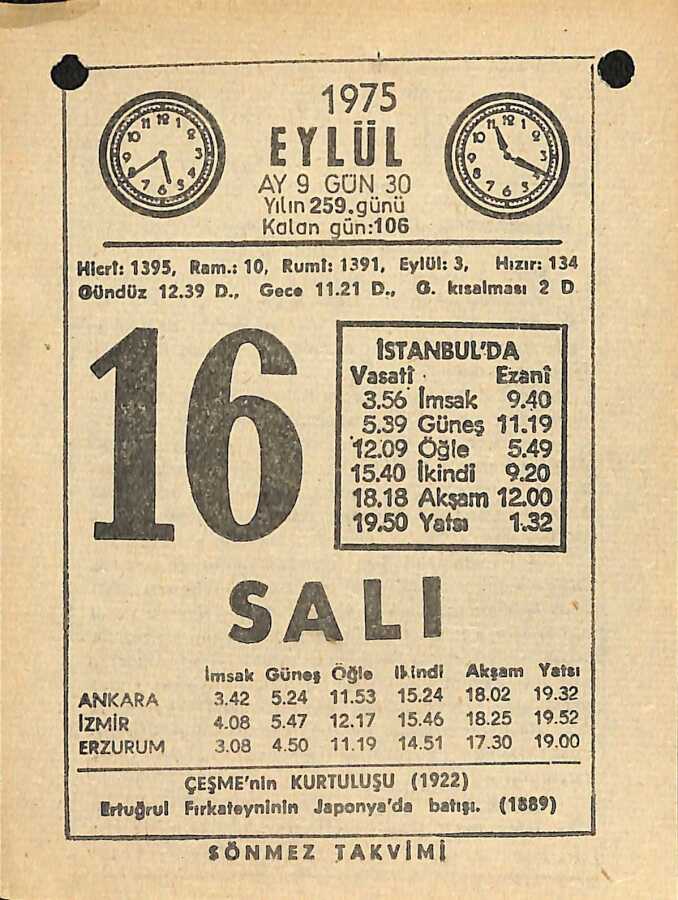 1975
EYLÜL
AY 9 GÜN 30
Yılın 259.günü
Kalan gün:106
Hicrî: 1395, Ram.: 10, Rumî: 1391, Eylül: 3, Hızır: 134
Gündüz 12.39 D., Gece 11.21 D., G. kısalması 2 D
16
İSTANBUL'DA
Vasatî Ezanî
3.56 İmsak 9.40
5.39 Güneş 11.19
12.09 Öğle 5.49
15.40 İkindi 9.20
18.18 Akşam 12.00
19.50 Yatsı 1.32
SALI
İmsak Güneş Öğle İkindi Akşam Yatsı
ANKARA 3.42 5.24 11.53 15.24 18.02 19.32
İZMİR 4.08 5.47 12.17 15.46 18.25 19.52
ERZURUM 3.08 4.50 11.19 14.51 17.30 19.00
ÇEŞME'nin KURTULUŞU (1922)
Ertuğrul Fırkateyninin Japonya'da batışı. (1889)
SÖNMEZ TAKVİMİ